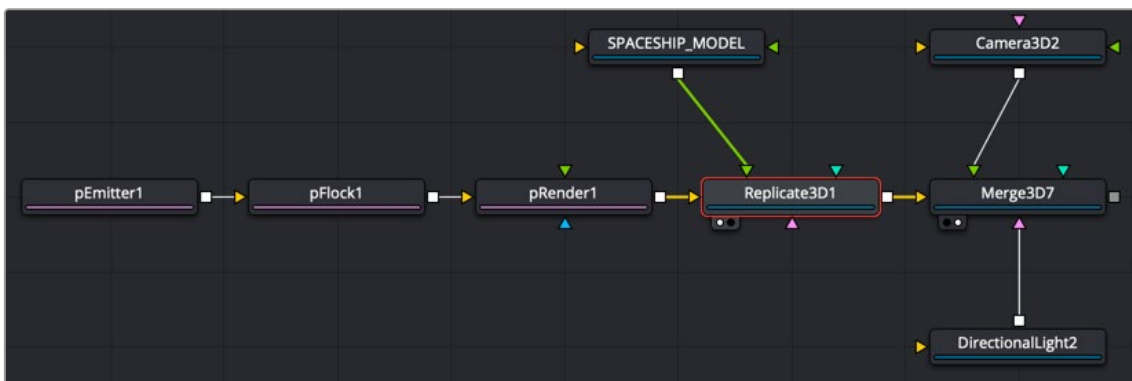 SPACESHIP_MODEL
Camera3D2
pEmitter1
pFlock1
pRender1
Replicate3D1
Merge3D7
DirectionalLight2